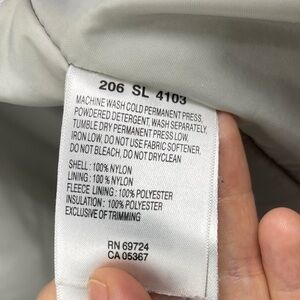 206 SL 4103
MACHINE WASH COLD PERMANENT PRESS,
POWDERED DETERGENT. WASH SEPARATELY,
TUMBLE DRY PERMANENT PRESS LOW,
IRON LOW, DO NOT USE FABRIC SOFTENER,
DO NOT BLEACH, DO NOT DRYCLEAN
SHELL : 100% NYLON
LINING : 100% NYLON
FLEECE LINING : 100% POLYESTER
INSULATION : 100% POLYESTER
EXCLUSIVE OF TRIMMING
RN 69724
CA 05367